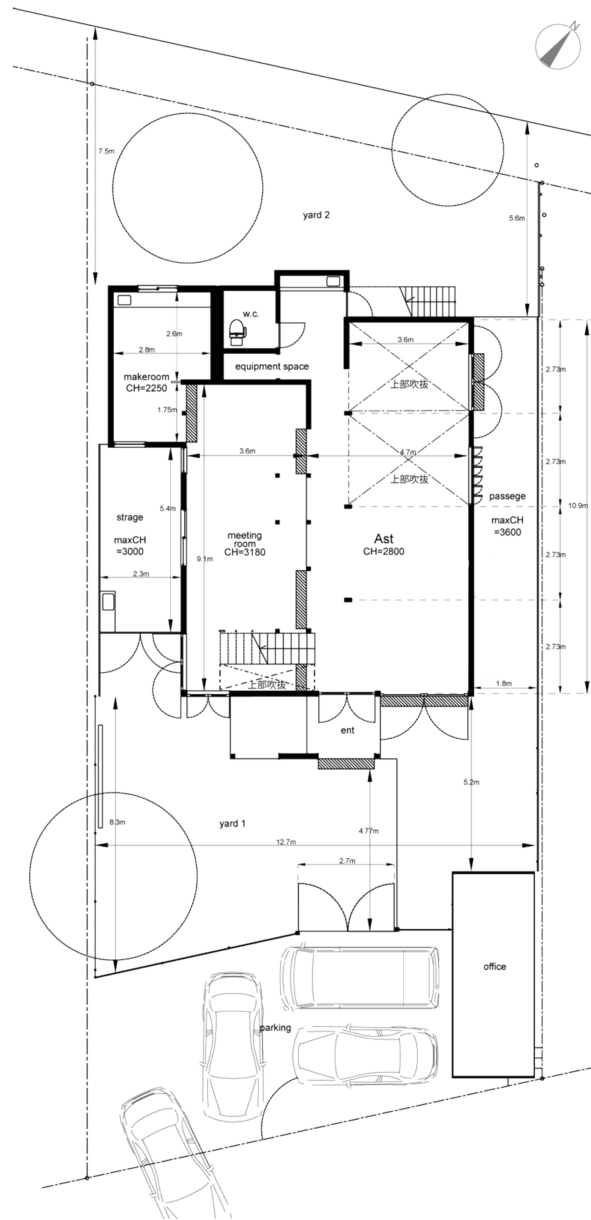 N
7.5m
5.6m
yard 2
w.c.
2.6m
3.6m
2.8m
makeroom
CH=2250
equipment space
上部吹抜
2.73m
1.75m
3.6m
4.7m
上部吹抜
2.73m
passege
maxCH
=3600
10.9m
5.4m
strage
maxCH
=3000
meeting
room
CH=3180
Ast
CH=2800
2.73m
2.3m
9.1m
2.73m
上部吹抜
1.8m
ent
8.3m
yard 1
4.77m
5.2m
12.7m
2.7m
office
parking